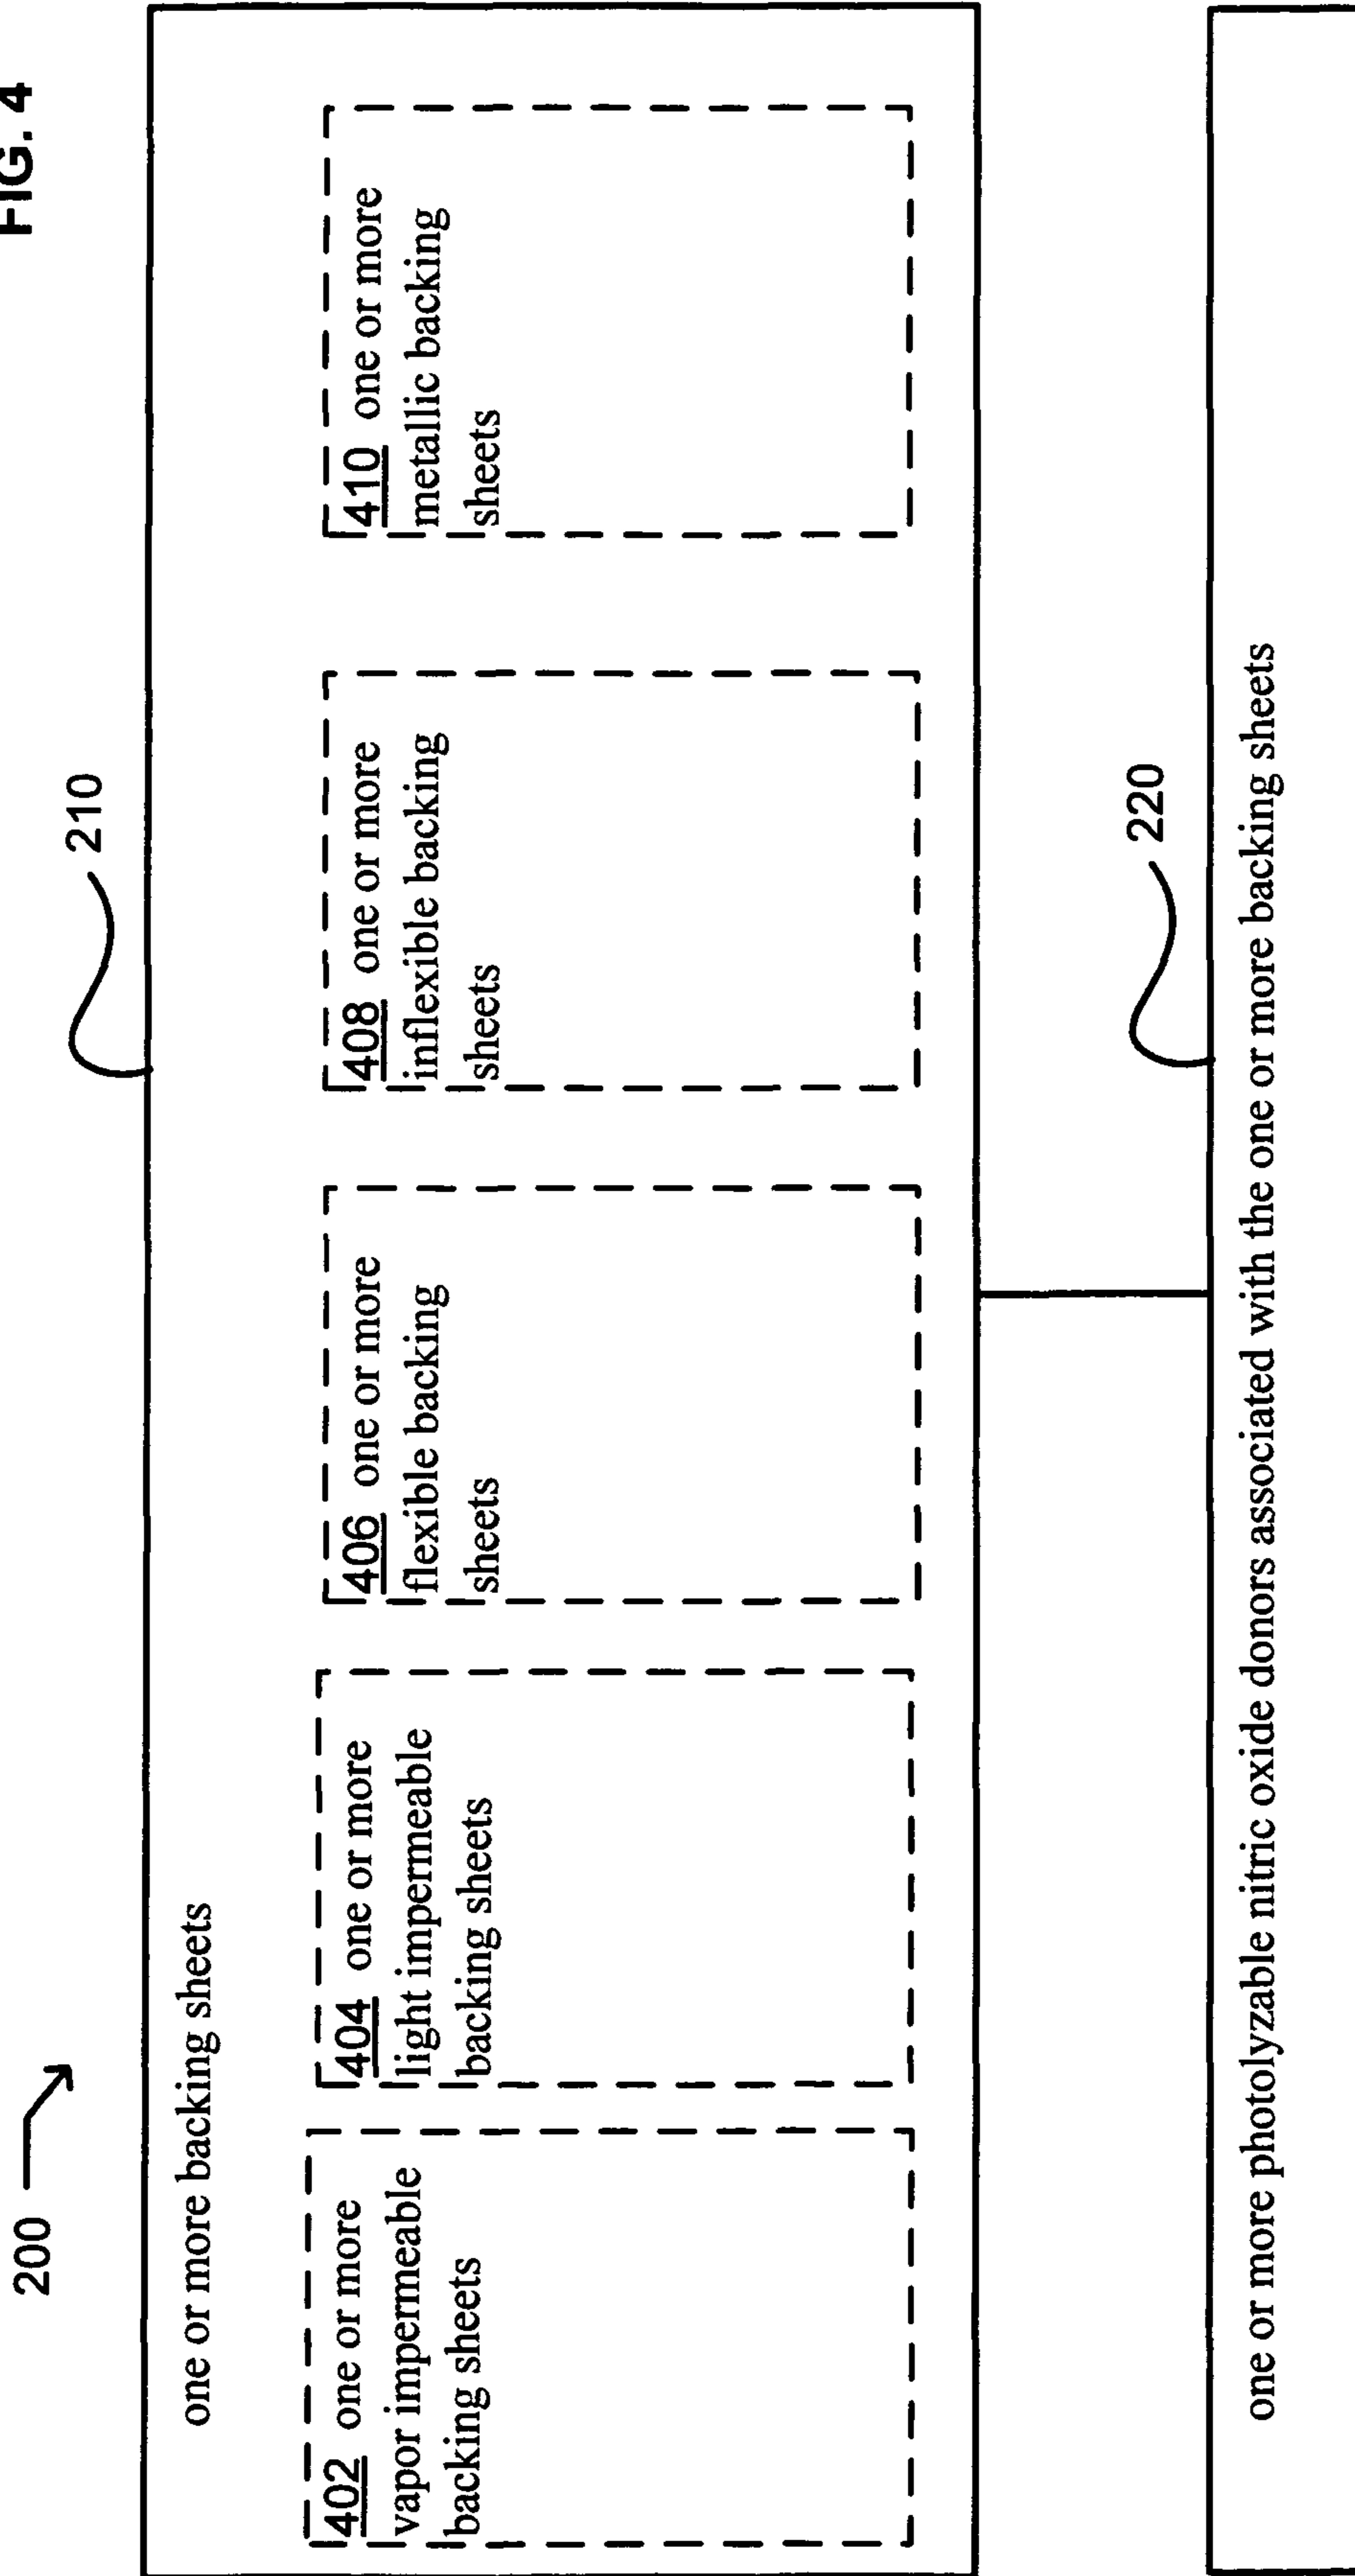 FIG. 4
200
210
one or more backing sheets
402 one or more
vapor impermeable
backing sheets
404 one or more
light impermeable
backing sheets
406 one or more
flexible backing
sheets
408 one or more
inflexible backing
sheets
410 one or more
metallic backing
sheets
220
one or more photolyzable nitric oxide donors associated with the one or more backing sheets